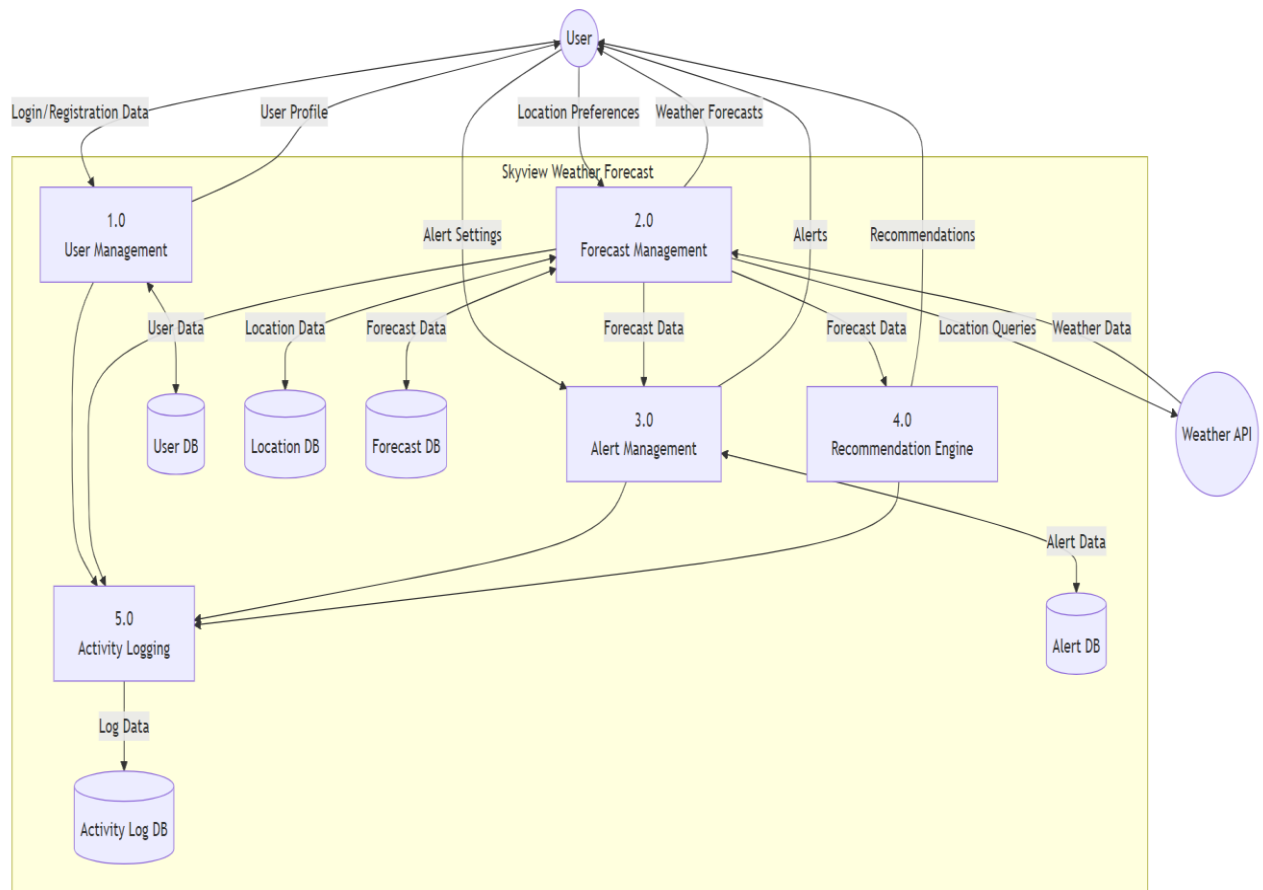 User
Login/Registration Data
User Profile
Location Preferences
Weather Forecasts
Skyview Weather Forecast
1.0
User Management
Alert Settings
2.0
Forecast Management
Alerts
Recommendations
User Data
Location Data
Forecast Data
Forecast Data
Forecast Data
Location Queries
Weather Data
User DB
Location DB
Forecast DB
3.0
Alert Management
4.0
Recommendation Engine
Weather API
Alert Data
5.0
Activity Logging
Alert DB
Log Data
Activity Log DB